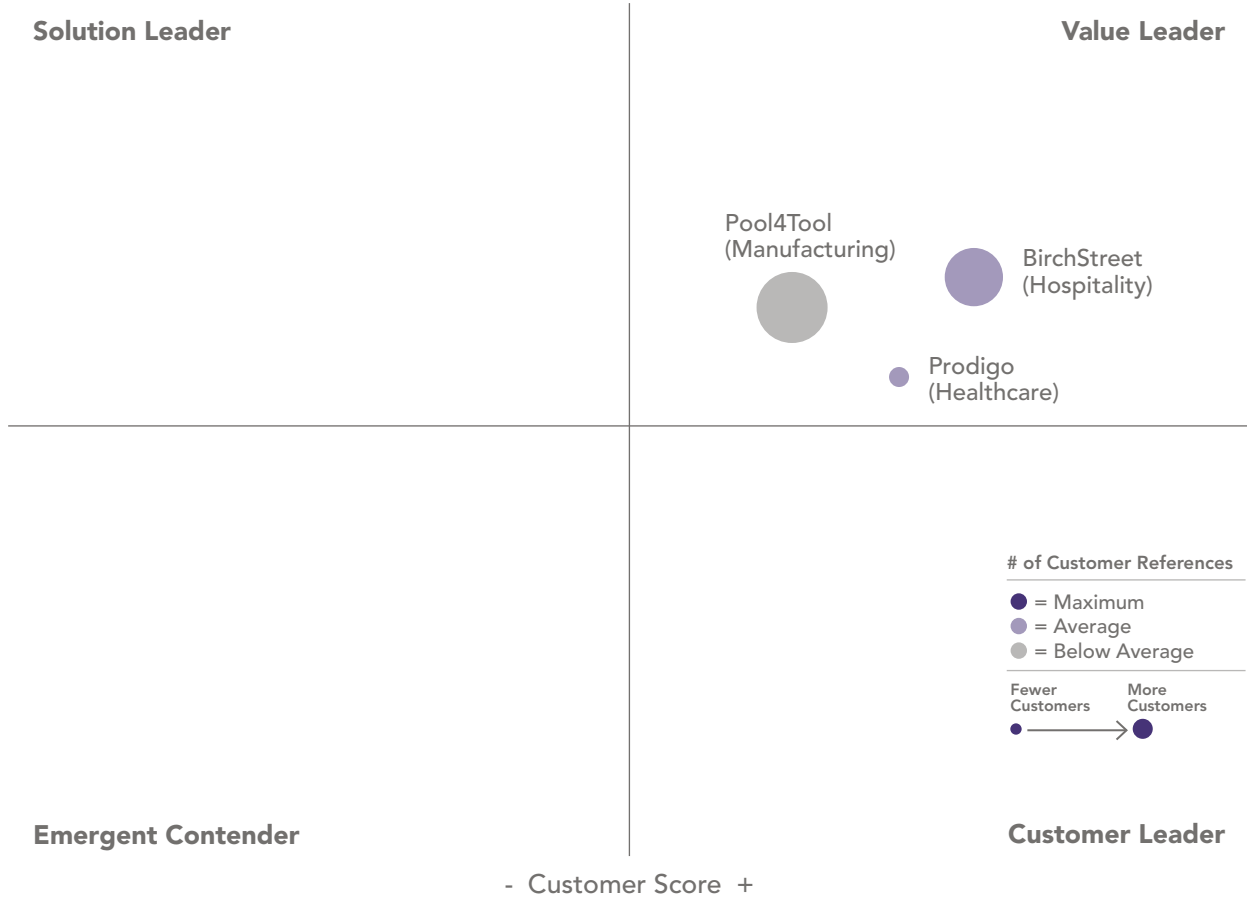 Solution Leader
Value Leader
Pool4Tool
(Manufacturing)
BirchStreet
(Hospitality)
Prodigo
(Healthcare)
# of Customer References
= Maximum
= Average
= Below Average
Fewer
Customers
More
Customers
Emergent Contender
Customer Leader
- Customer Score +